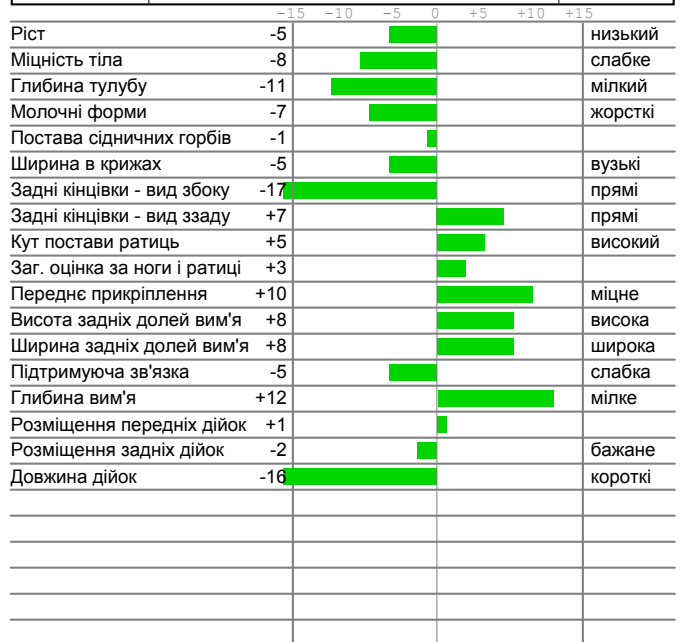 -15 -10 -5 0 +5 +10 +15
Ріст -5 низький
Міцність тіла -8 слабке
Глибина тулубу -11 мілкий
Молочні форми -7 жорсткі
Постава сідничних горбів -1
Ширина в крижах -5 вузькі
Задні кінцівки - вид збоку -17 прямі
Задні кінцівки - вид ззаду +7 прямі
Кут постави ратиць +5 високий
Заг. оцінка за ноги і ратиці +3
Переднє прикріплення +10 міцне
Висота задніх долей вим'я +8 висока
Ширина задніх долей вим'я +8 широка
Підтримуюча зв'язка -5 слабка
Глибина вим'я +12 мілке
Розміщення передніх дійок +1
Розміщення задніх дійок -2 бажане
Довжина дійок -16 короткі